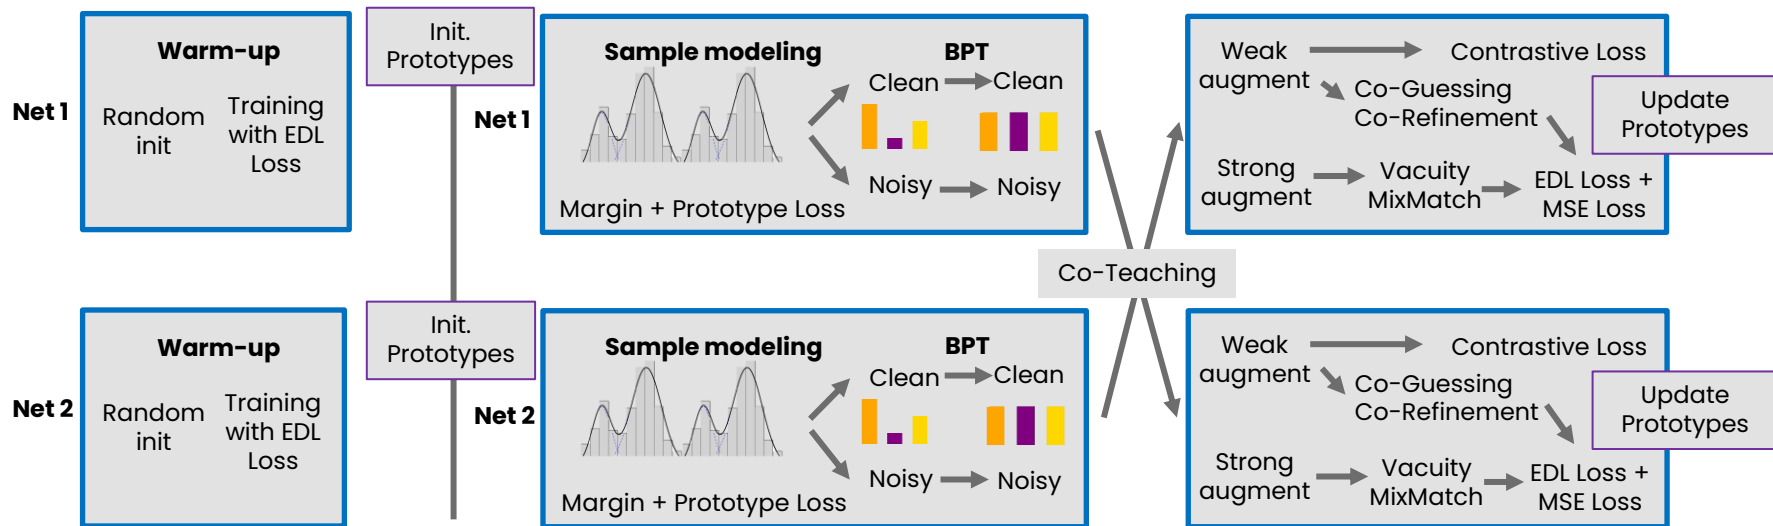 Net 1
Warm-up
Random
init
Training
with EDL
Loss
Init.
Prototypes
Net 1
Sample modeling
BPT
Clean
Clean
Noisy
Noisy
Margin + Prototype Loss
Weak
augment
Contrastive Loss
Co-Guessing
Co-Refinement
Strong
augment
Vacuity
MixMatch
EDL Loss +
MSE Loss
Update
Prototypes
Co-Teaching
Net 2
Warm-up
Random
init
Training
with EDL
Loss
Init.
Prototypes
Net 2
Sample modeling
BPT
Clean
Clean
Noisy
Noisy
Margin + Prototype Loss
Weak
augment
Contrastive Loss
Co-Guessing
Co-Refinement
Strong
augment
Vacuity
MixMatch
EDL Loss +
MSE Loss
Update
Prototypes